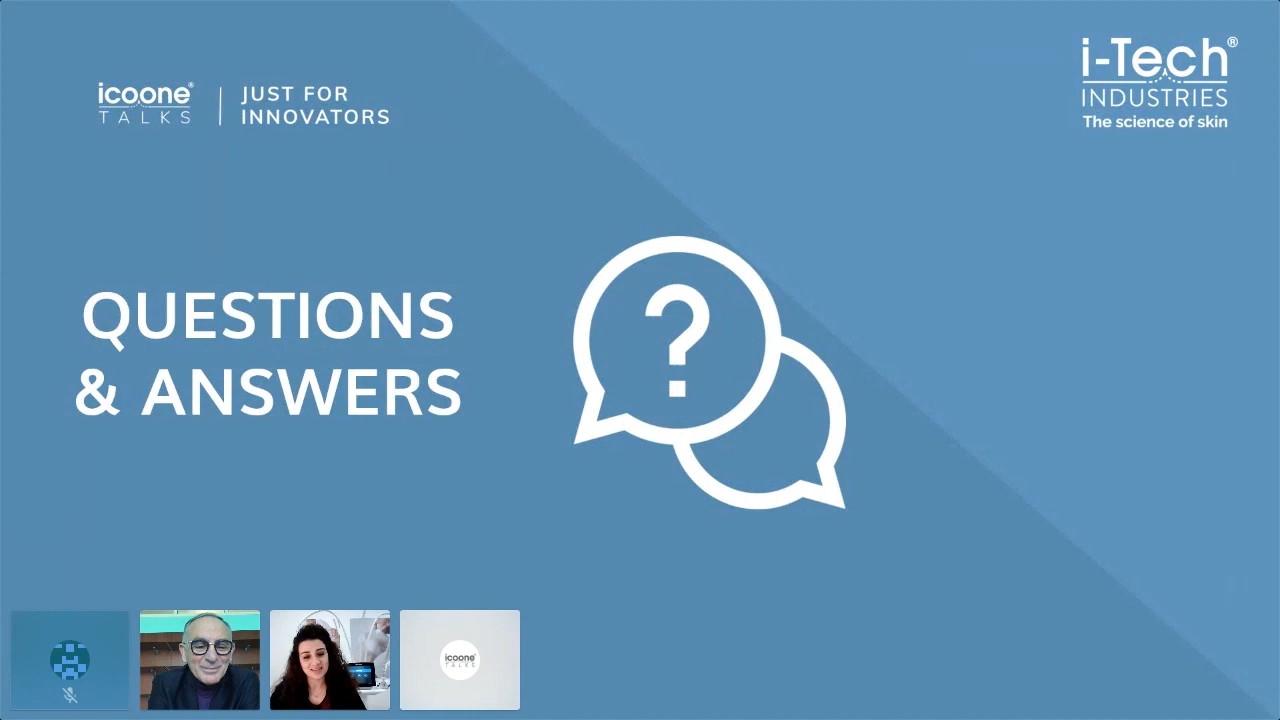 icoone®
TALKS
JUST FOR
INNOVATORS
i-Tech®
INDUSTRIES
The science of skin
QUESTIONS
& ANSWERS
?
icoone®
TALKS